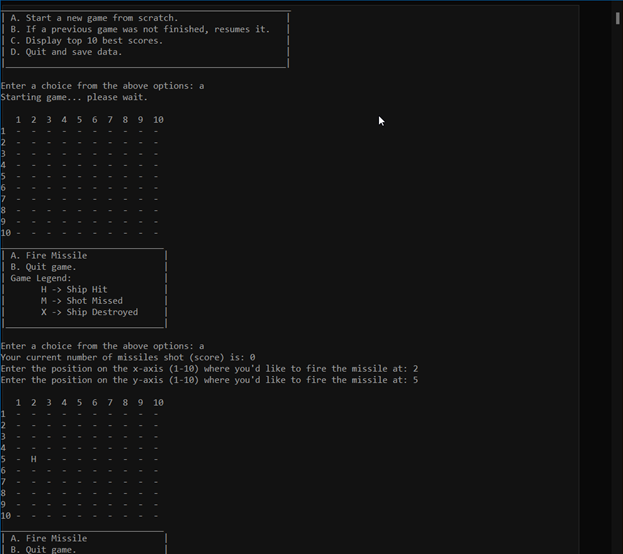 A. Start a new game from scratch.
B. If a previous game was not finished, resumes it.
C. Display top 10 best scores.
D. Quit and save data.
Enter a choice from the above options: a
Starting game... please wait.
1 2 3 4 5 6 7 8 9 10
1 - - - - - - - - - -
2 - - - - - - - - - -
3 - - - - - - - - - -
4 - - - - - - - - - -
5 - - - - - - - - - -
6 - - - - - - - - - -
7 - - - - - - - - - -
8 - - - - - - - - - -
9 - - - - - - - - - -
10 - - - - - - - - - -
A. Fire Missile
B. Quit game.
Game Legend:
H -> Ship Hit
M -> Shot Missed
X -> Ship Destroyed
Enter a choice from the above options: a
Your current number of missiles shot (score) is: 0
Enter the position on the x-axis (1-10) where you'd like to fire the missile at: 2
Enter the position on the y-axis (1-10) where you'd like to fire the missile at: 5
1 2 3 4 5 6 7 8 9 10
1 - - - - - - - - - -
2 - - - - - - - - - -
3 - - - - - - - - - -
4 - - - - - - - - - -
5 - H - - - - - - - -
6 - - - - - - - - - -
7 - - - - - - - - - -
8 - - - - - - - - - -
9 - - - - - - - - - -
10 - - - - - - - - - -
A. Fire Missile
B. Quit game.